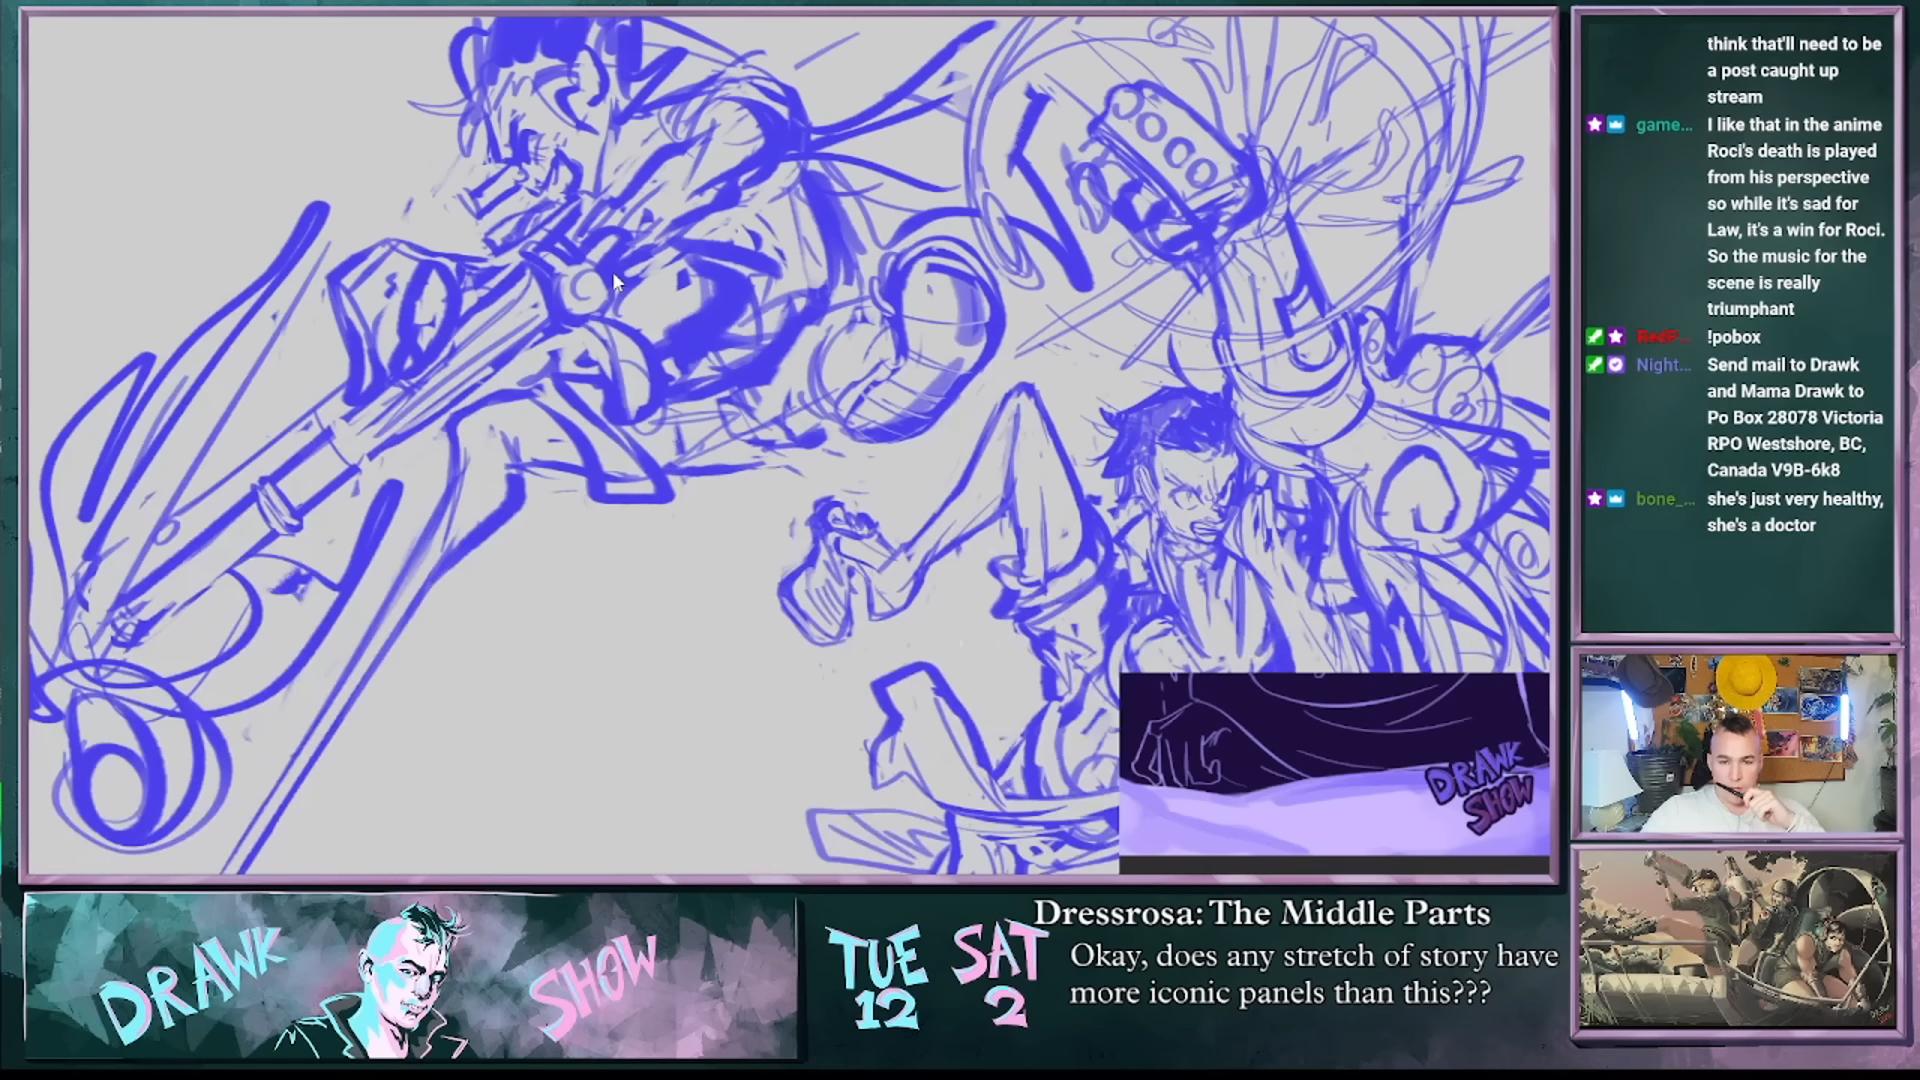 think that'll need to be
a post caught up
stream
game... I like that in the anime
Roci's death is played
from his perspective
so while it's sad for
Law, it's a win for Roci.
So the music for the
scene is really
triumphant
!pobox
Night... Send mail to Drawk
and Mama Drawk to
Po Box 28078 Victoria
RPO Westshore, BC,
Canada V9B-6k8
bone_... she's just very healthy,
she's a doctor
DRAWK
SHOW
DRAWK SHOW
TUE SAT
12 2
Dressrosa: The Middle Parts
Okay, does any stretch of story have
more iconic panels than this???